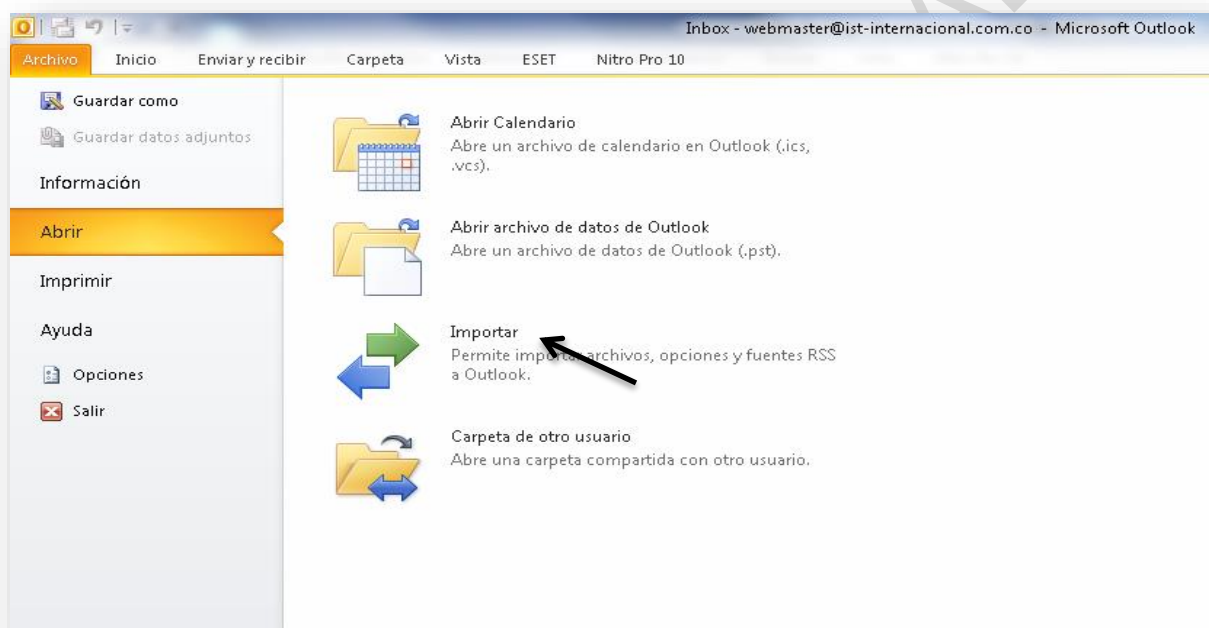 Inbox - webmaster@ist-internacional.com.co - Microsoft Outlook
Archivo Inicio Enviar y recibir Carpeta Vista ESET Nitro Pro 10
Guardar como
Guardar datos adjuntos
Información
Abrir
Imprimir
Ayuda
Opciones
Salir
Abrir Calendario
Abre un archivo de calendario en Outlook (.ics,
.vcs).
Abrir archivo de datos de Outlook
Abre un archivo de datos de Outlook (.pst).
Importar
Permite importar archivos, opciones y fuentes RSS
a Outlook.
Carpeta de otro usuario
Abre una carpeta compartida con otro usuario.